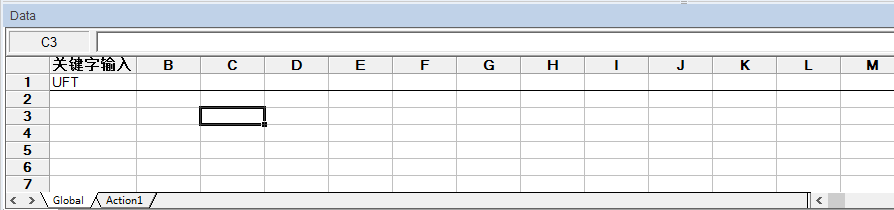 Data
C3
关键字输入 B C D E F G H I J K L M
1 UFT
2
3
4
5
6
7
Global Action1